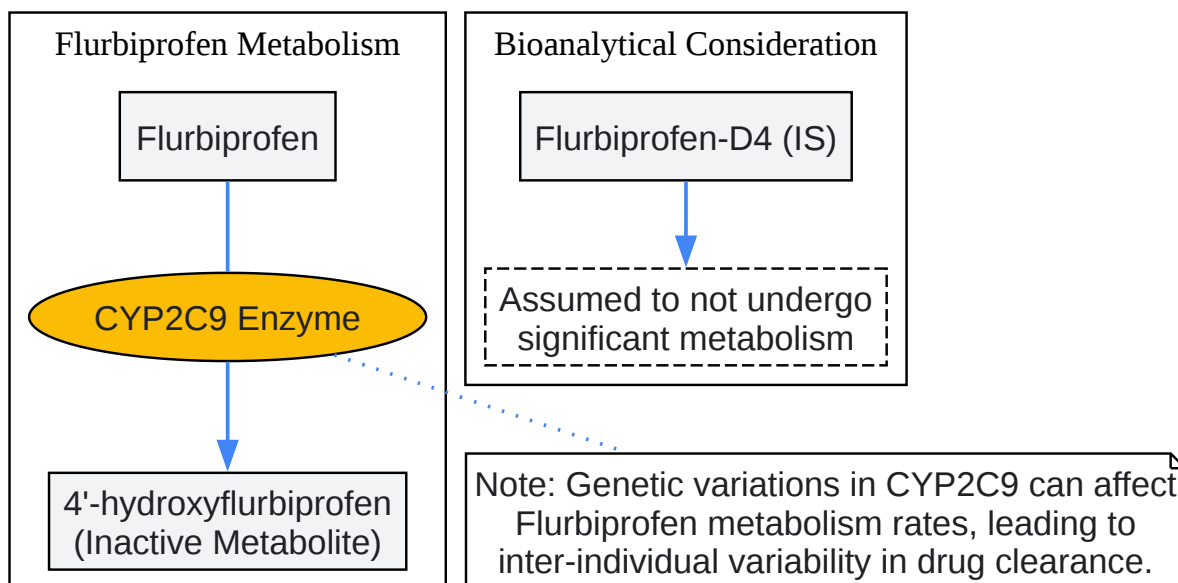 Flurbiprofen Metabolism
Flurbiprofen
CYP2C9 Enzyme
4'-hydroxyflurbiprofen
(Inactive Metabolite)
Bioanalytical Consideration
Flurbiprofen-D4 (IS)
Assumed to not undergo
significant metabolism
Note: Genetic variations in CYP2C9 can affect
Flurbiprofen metabolism rates, leading to
inter-individual variability in drug clearance.